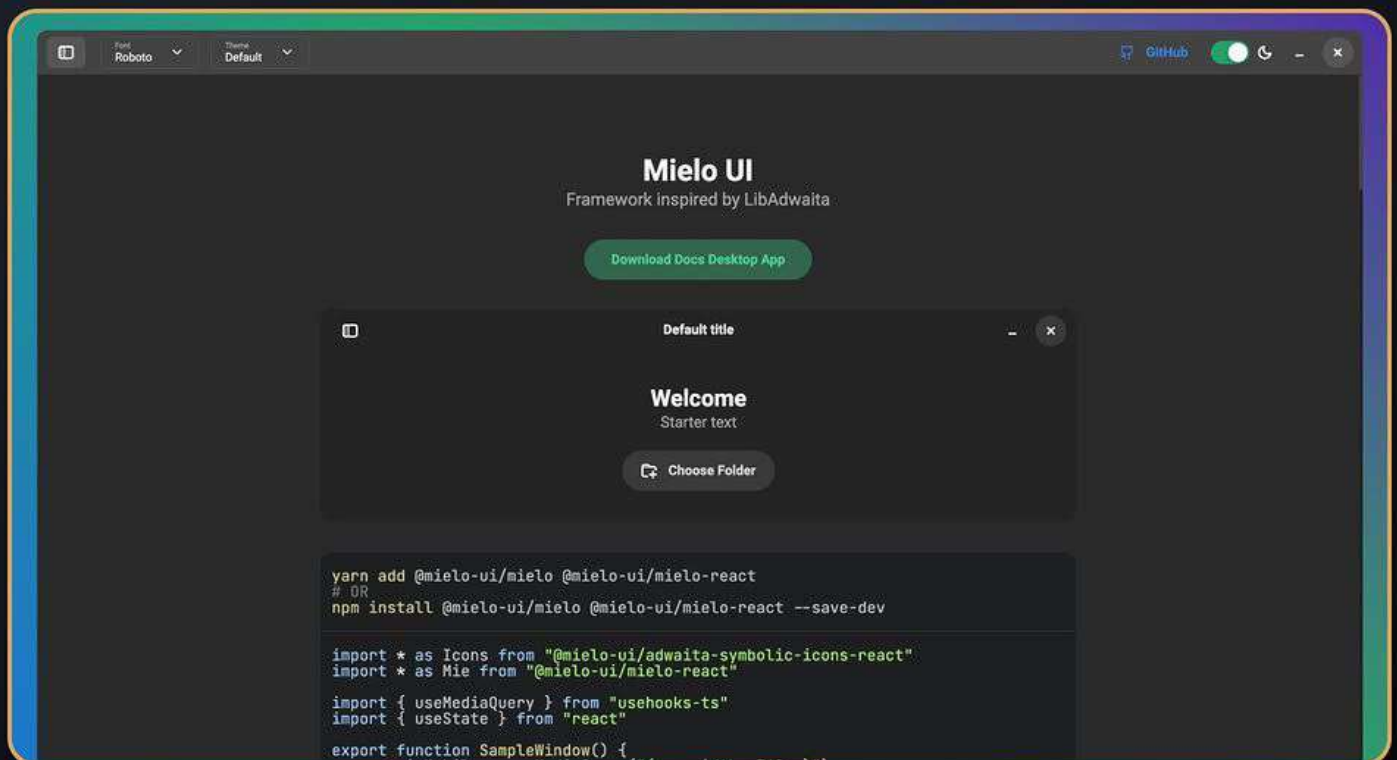 Font
Roboto
Theme
Default
GitHub
Mielo UI
Framework inspired by LibAdwaita
Download Docs Desktop App
Default title
Welcome
Starter text
Choose Folder
yarn add @mielo-ui/mielo @mielo-ui/mielo-react
# OR
npm install @mielo-ui/mielo @mielo-ui/mielo-react --save-dev
import * as Icons from "@mielo-ui/adwaita-symbolic-icons-react"
import * as Mie from "@mielo-ui/mielo-react"
import { useMediaQuery } from "usehooks-ts"
import { useState } from "react"
export function SampleWindow() {